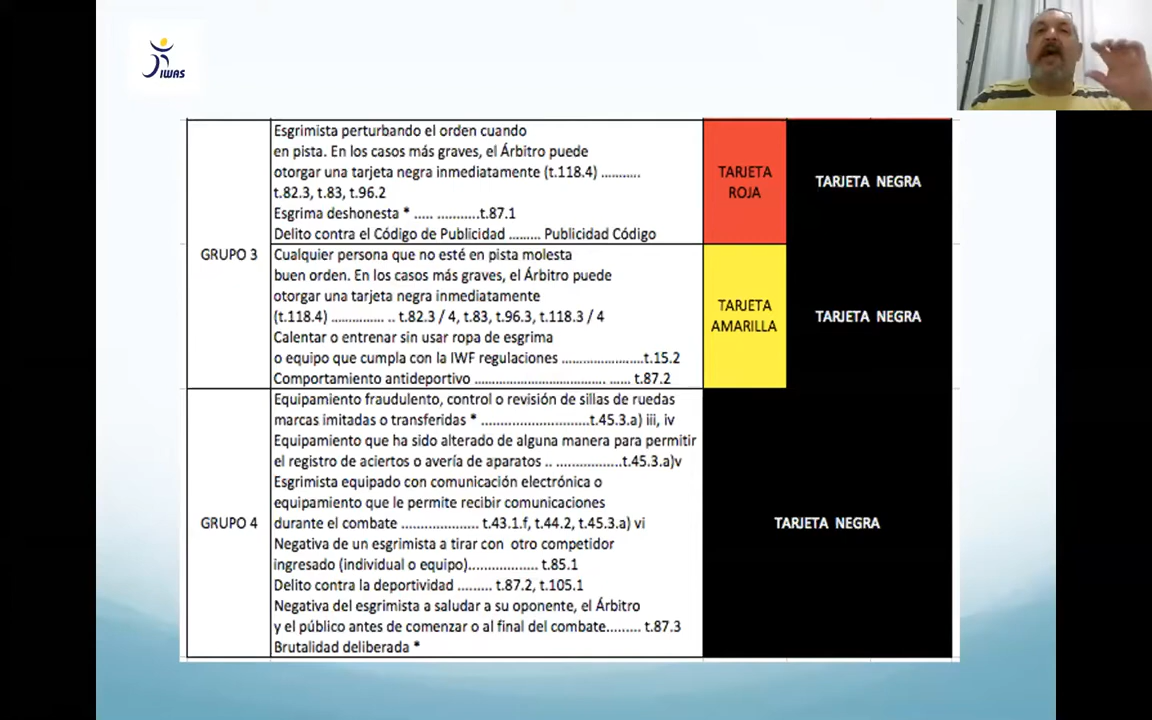 IWAS
Esgrimista perturbando el orden cuando
en pista. En los casos más graves, el Árbitro puede
otorgar una tarjeta negra inmediatamente (t.118.4) ...........
t.82.3, t.83, t.96.2
Esgrima deshonesta * ..... ...........t.87.1
Delito contra el Código de Publicidad ......... Publicidad Código
TARJETA
ROJA
TARJETA NEGRA
GRUPO 3
Cualquier persona que no esté en pista molesta
buen orden. En los casos más graves, el Árbitro puede
otorgar una tarjeta negra inmediatamente
(t.118.4) ............... .. t.82.3 / 4, t.83, t.96.3, t.118.3 / 4
Calentar o entrenar sin usar ropa de esgrima
o equipo que cumpla con la IWF regulaciones .......................t.15.2
Comportamiento antideportivo ..................................... ...... t.87.2
TARJETA
AMARILLA
TARJETA NEGRA
GRUPO 4
Equipamiento fraudulento, control o revisión de sillas de ruedas
marcas imitadas o transferidas * .............................t.45.3.a) iii, iv
Equipamiento que ha sido alterado de alguna manera para permitir
el registro de aciertos o avería de aparatos .. ..................t.45.3.a)v
Esgrimista equipado con comunicación electrónica o
equipamiento que le permite recibir comunicaciones
durante el combate ..................... t.43.1.f, t.44.2, t.45.3.a) vi
Negativa de un esgrimista a tirar con otro competidor
ingresado (individual o equipo).................. t.85.1
Delito contra la deportividad ......... t.87.2, t.105.1
Negativa del esgrimista a saludar a su oponente, el Árbitro
y el público antes de comenzar o al final del combate......... t.87.3
Brutalidad deliberada *
TARJETA NEGRA